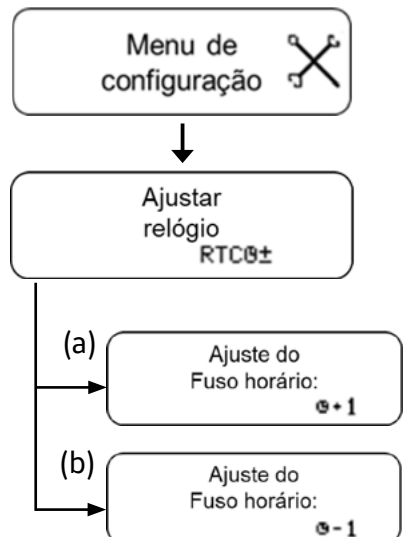 Menu de
configuração
Ajustar
relógio
RTC◷±
(a)
Ajuste do
Fuso horário:
◷+1
(b)
Ajuste do
Fuso horário:
◷-1